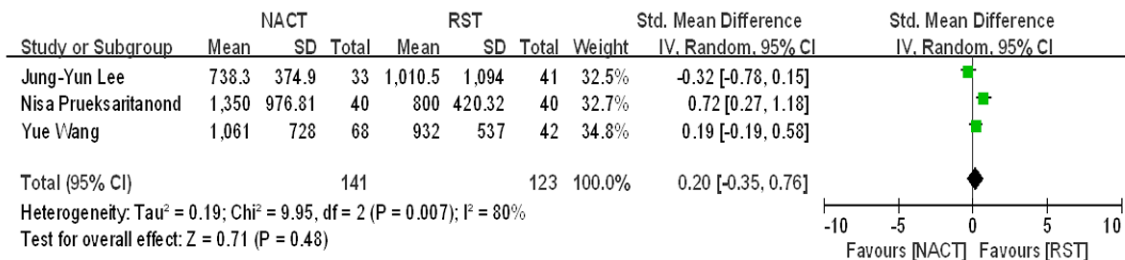 NACT RST Std. Mean Difference Std. Mean Difference
Study or Subgroup Mean SD Total Mean SD Total Weight IV, Random, 95% CI IV, Random, 95% CI
Jung-Yun Lee 738.3 374.9 33 1,010.5 1,094 41 32.5% -0.32 [-0.78, 0.15]
Nisa Prueksaritanond 1,350 976.81 40 800 420.32 40 32.7% 0.72 [0.27, 1.18]
Yue Wang 1,061 728 68 932 537 42 34.8% 0.19 [-0.19, 0.58]
Total (95% CI) 141 123 100.0% 0.20 [-0.35, 0.76]
Heterogeneity: Tau² = 0.19; Chi² = 9.95, df = 2 (P = 0.007); I² = 80%
Test for overall effect: Z = 0.71 (P = 0.48)
-10 -5 0 5 10
Favours [NACT] Favours [RST]